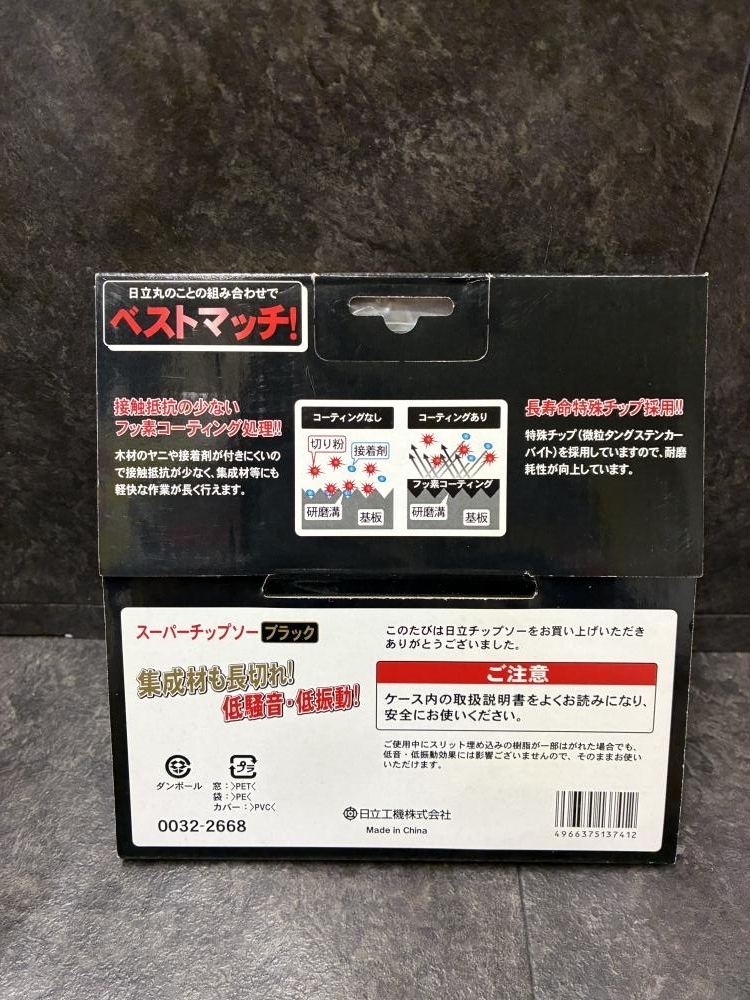 日立丸のことの組み合わせで
ベストマッチ!
接触抵抗の少ない
フッ素コーティング処理!!
木材のヤニや接着剤が付きにくいの
で接触抵抗が少なく、集成材等にも
軽快な作業が長く行えます。
コーティングなし
切り粉
接着剤
研磨溝
基板
コーティングあり
フッ素コーティング
研磨溝
基板
長寿命特殊チップ採用!!
特殊チップ(微粒タングステンカー
バイト)を採用していますので、耐磨
耗性が向上しています。
スーパーチップソー ブラック
集成材も長切れ!
低騒音・低振動!
ダンボール
プラ
窓:>PET<
袋:>PE<
カバー:>PVC<
0032-2668
このたびは日立チップソーをお買い上げいただき
ありがとうございました。
ご注意
ケース内の取扱説明書をよくお読みになり、
安全にお使いください。
ご使用中にスリット埋め込みの樹脂が一部はがれた場合でも、
低音・低振動効果には影響ございませんので、そのままお使い
いただけます。
日立工機株式会社
Made in China
4966375137412